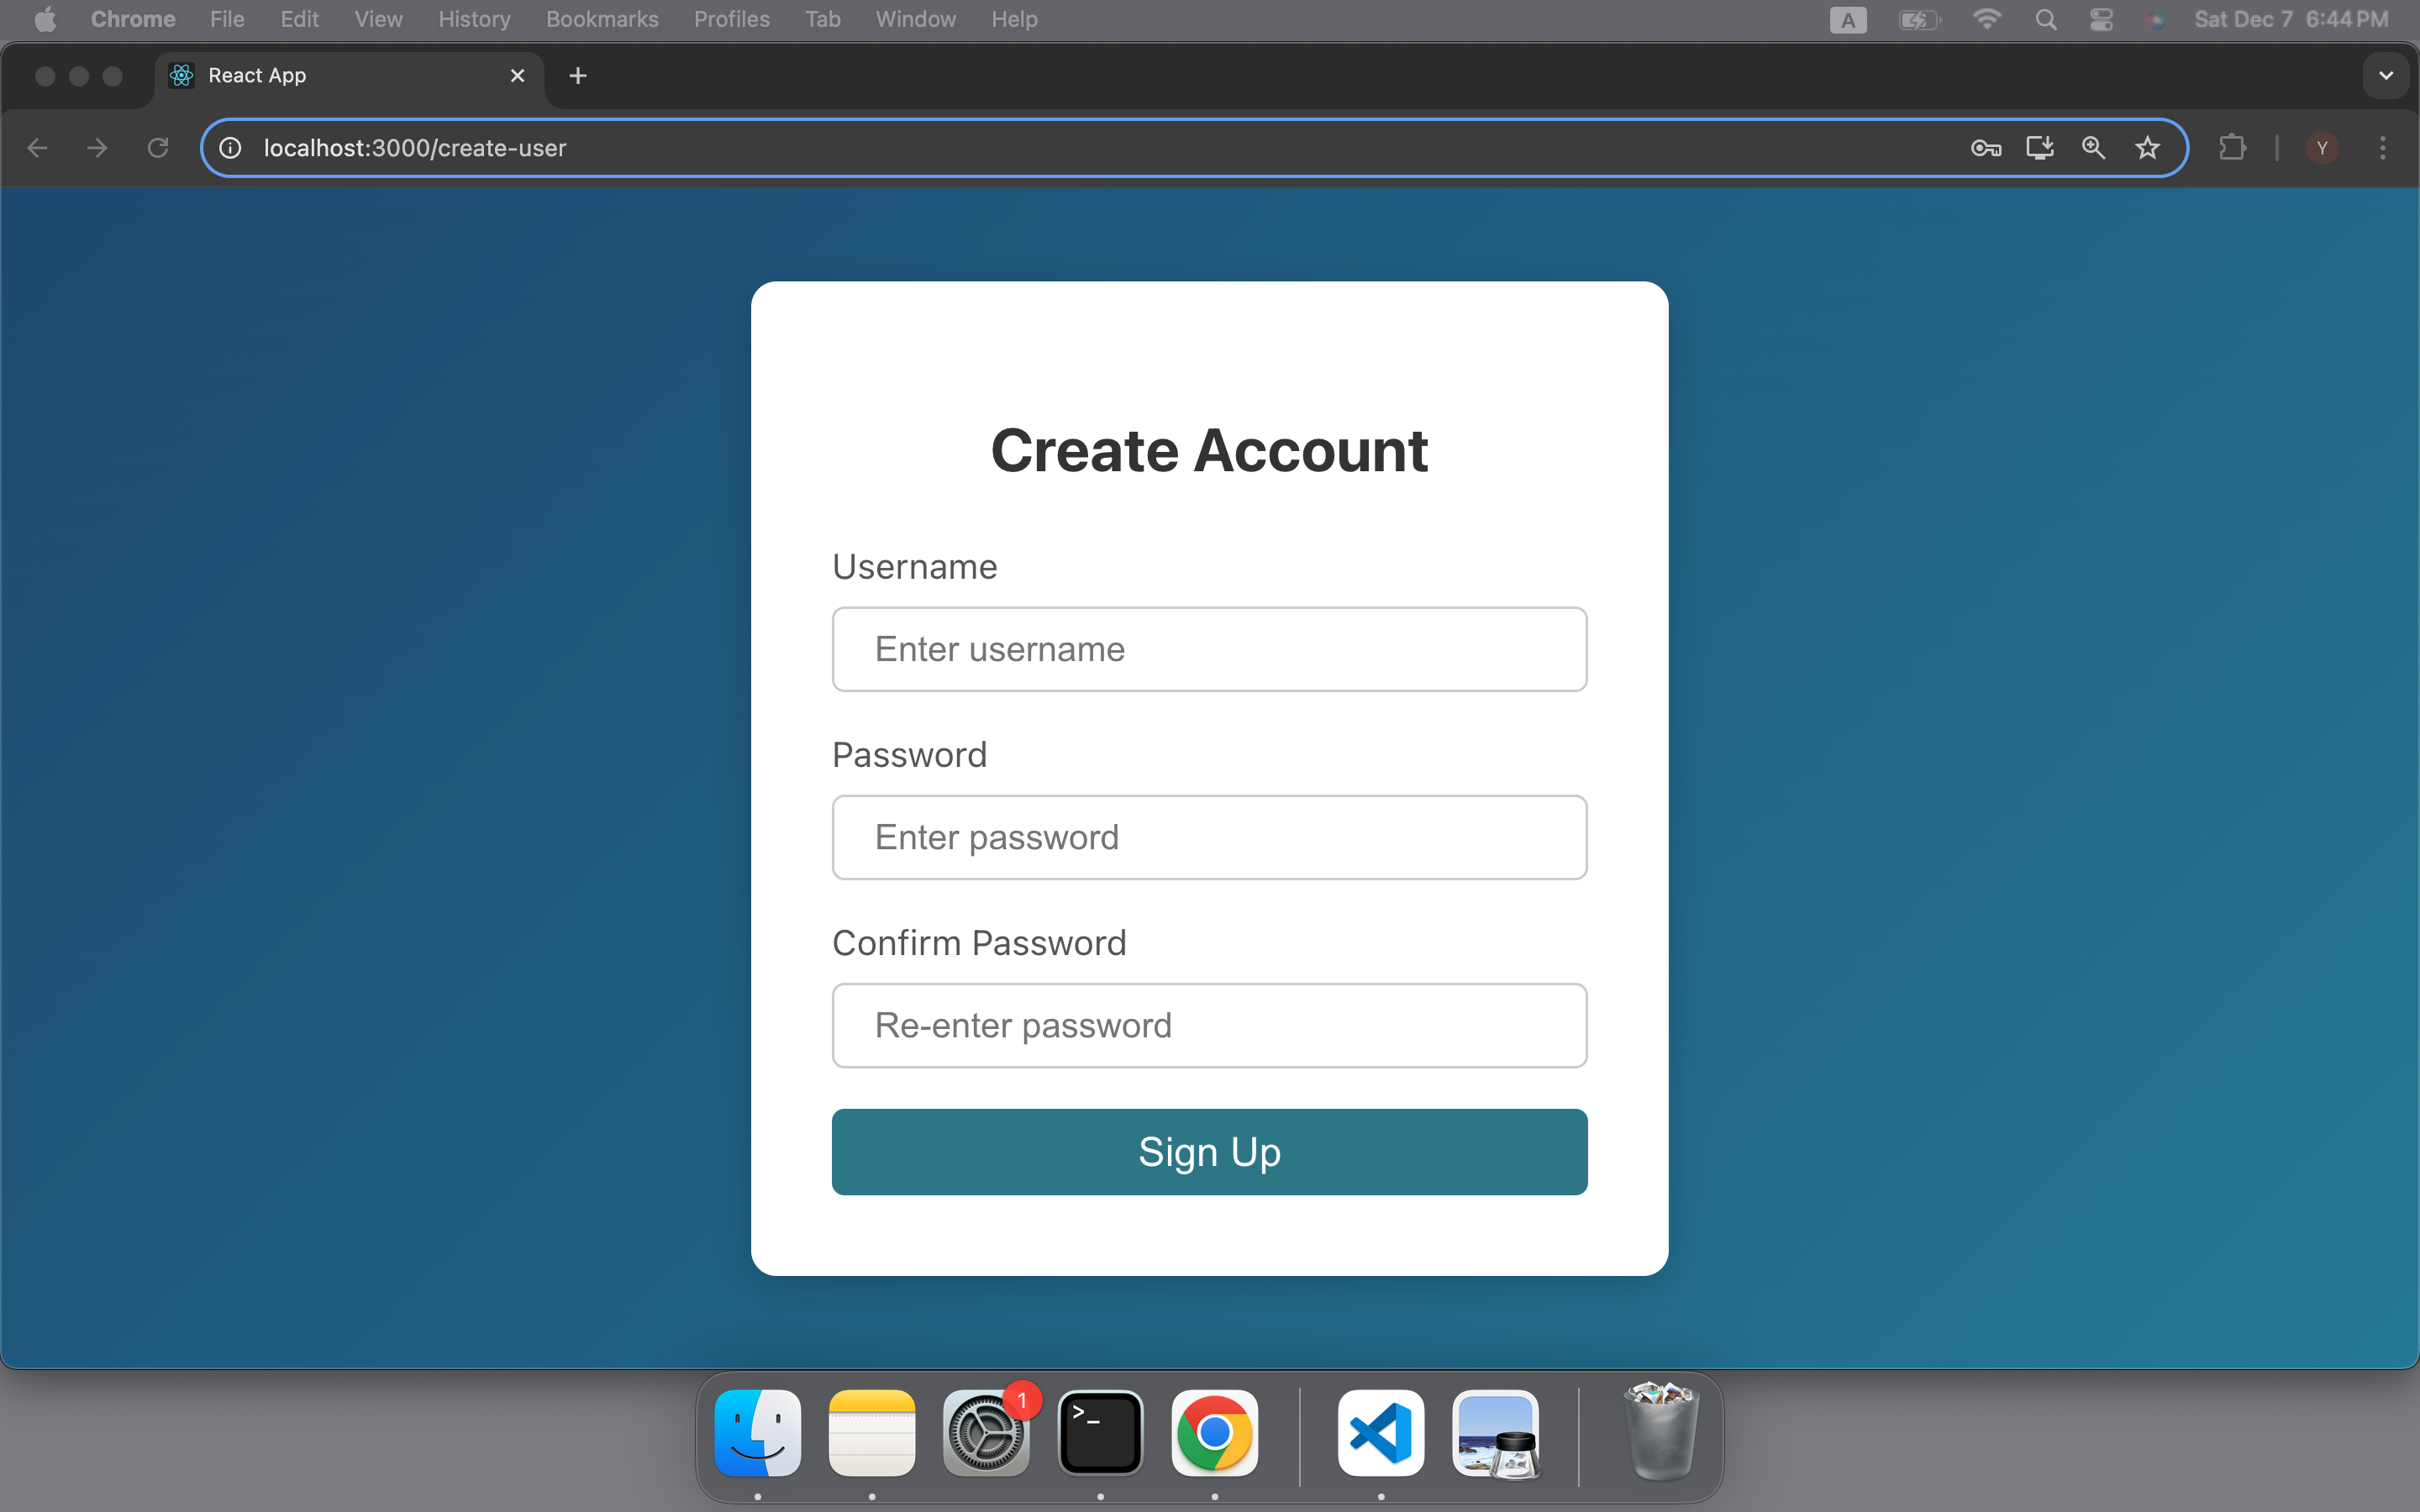 Chrome File Edit View History Bookmarks Profiles Tab Window Help A Sat Dec 7 6:44 PM
React App
localhost:3000/create-user
Y
Create Account
Username
Enter username
Password
Enter password
Confirm Password
Re-enter password
Sign Up
1
>_